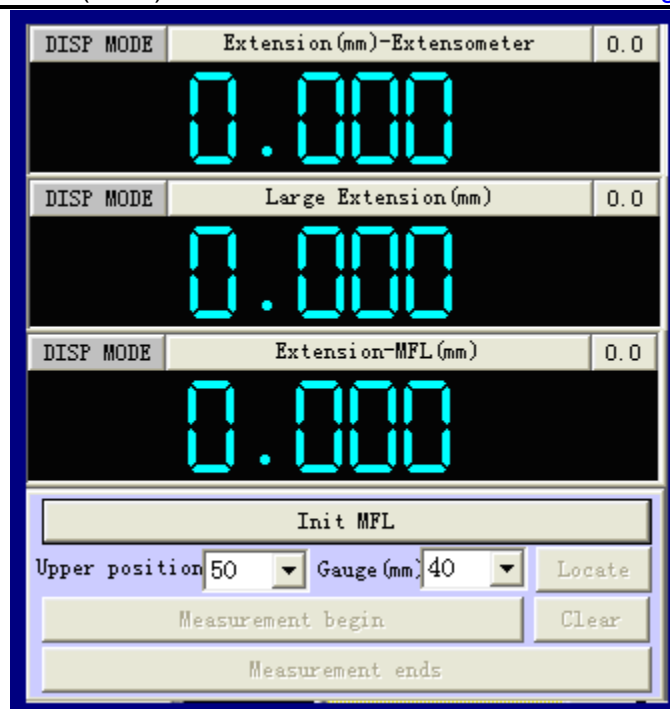 DISP MODE Extension(mm)-Extensometer 0.0
0.000
DISP MODE Large Extension(mm) 0.0
0.000
DISP MODE Extension-MFL(mm) 0.0
0.000
Init MFL
Upper position 50 Gauge(mm) 40 Locate
Measurement begin Clear
Measurement ends